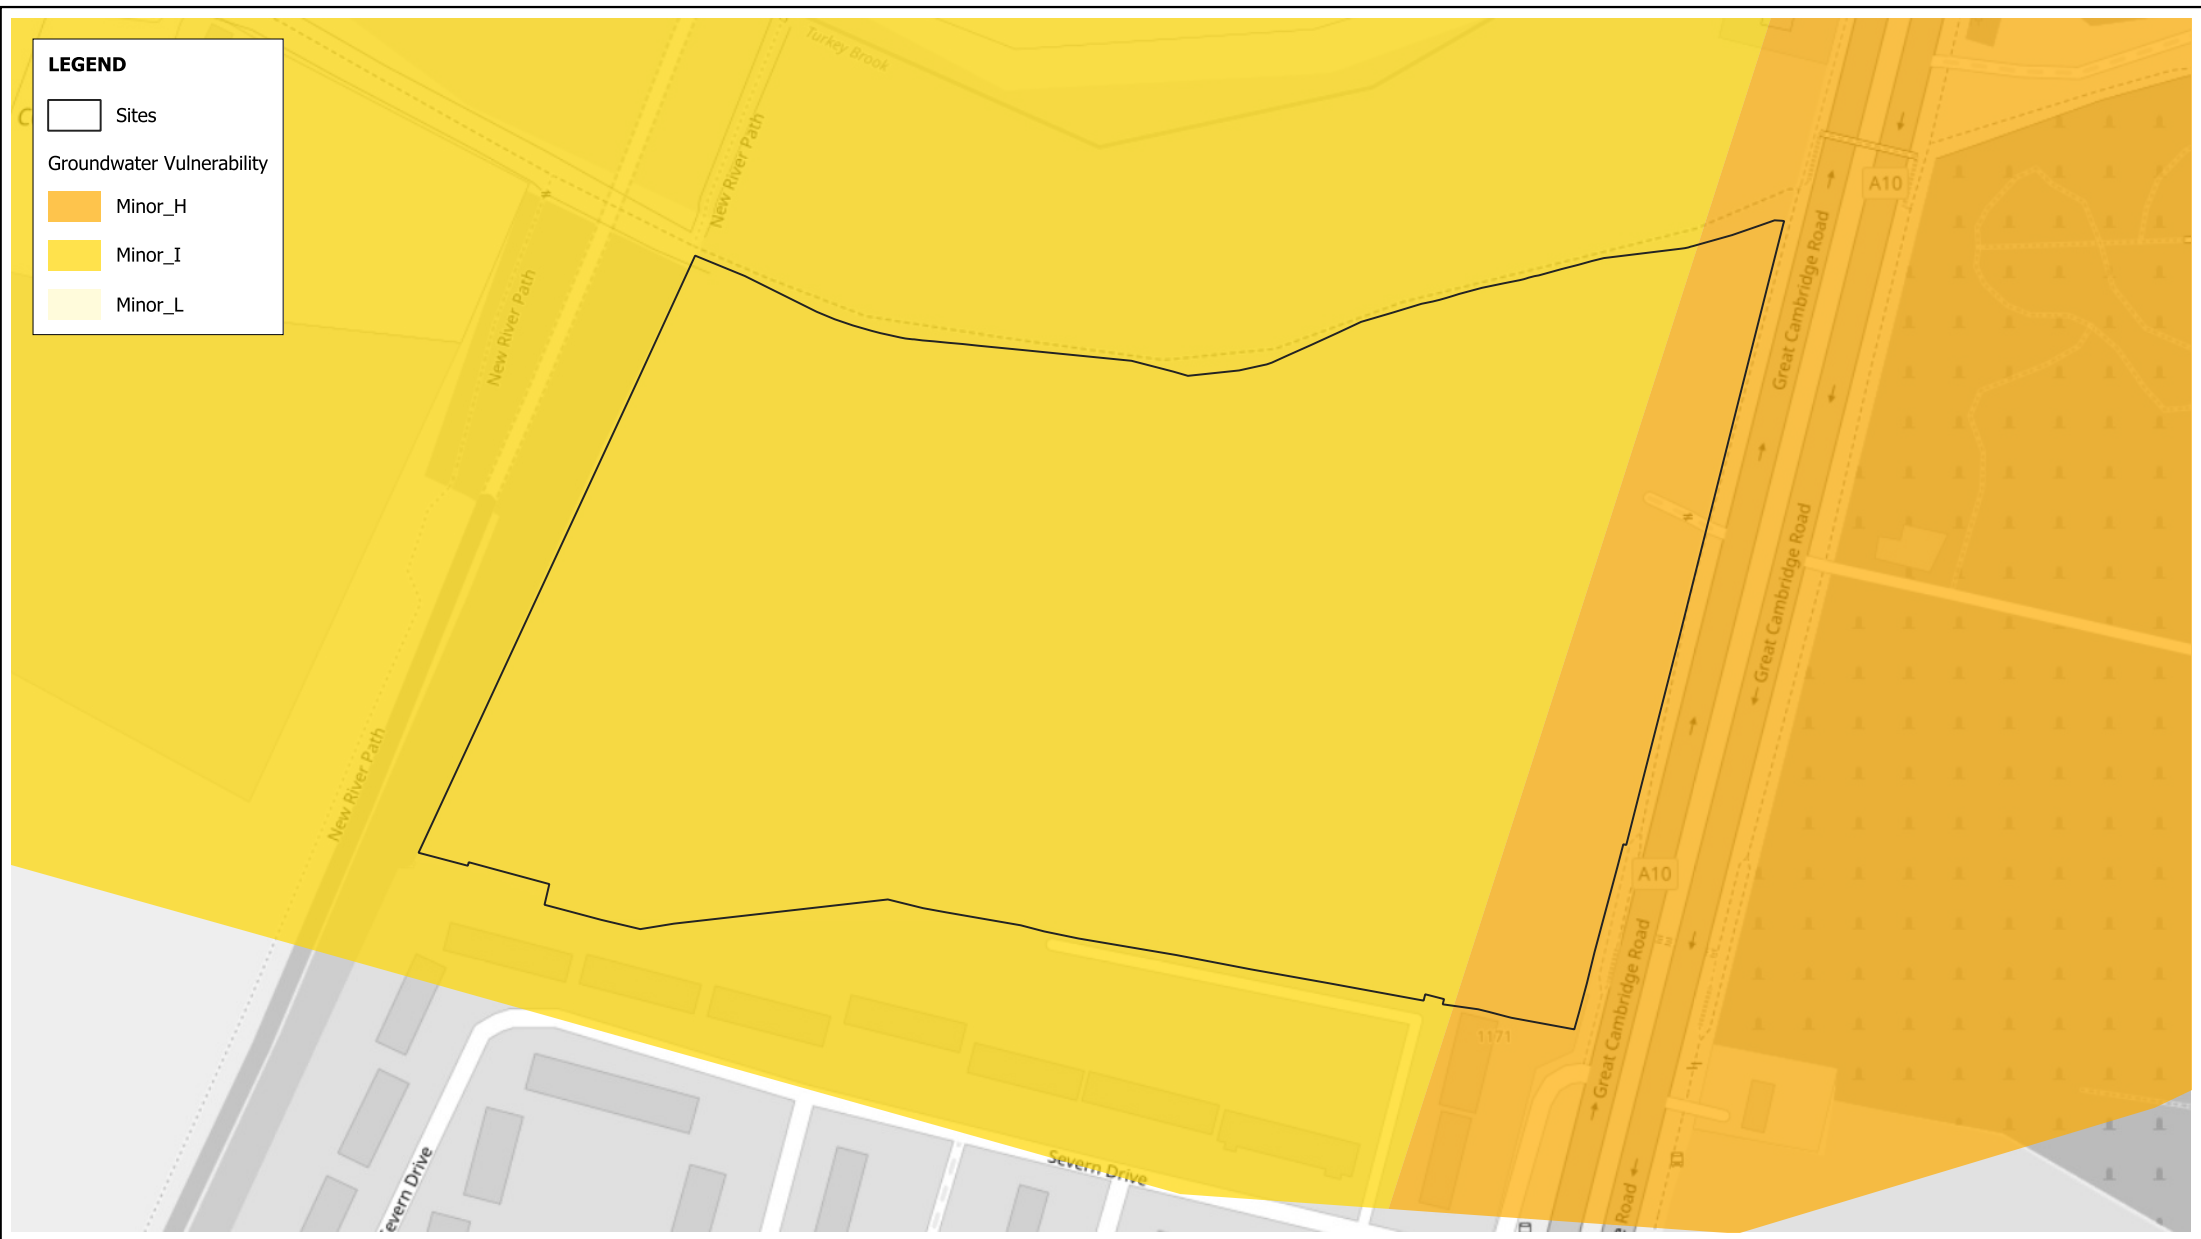 LEGEND
Sites
Groundwater Vulnerability
Minor_H
Minor_I
Minor_L
Turkey Brook
New River Path
A10
Great Cambridge Road
New River Path
Great Cambridge Road
New River Path
A10
Great Cambridge Road
1171
Severn Drive
Severn Drive
Road